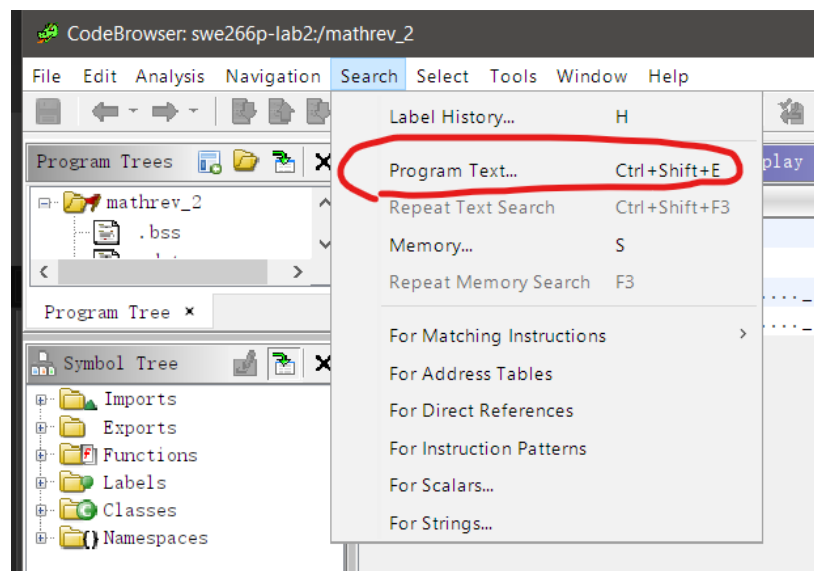 CodeBrowser: swe266p-lab2:/mathrev_2
File Edit Analysis Navigation Search Select Tools Window Help
Label History... H
Program Text... Ctrl+Shift+E
Repeat Text Search Ctrl+Shift+F3
Memory... S
Repeat Memory Search F3
For Matching Instructions
For Address Tables
For Direct References
For Instruction Patterns
For Scalars...
For Strings...
Program Trees
mathrev_2
.bss
Program Tree
Symbol Tree
Imports
Exports
Functions
Labels
Classes
Namespaces
play
...._
...._